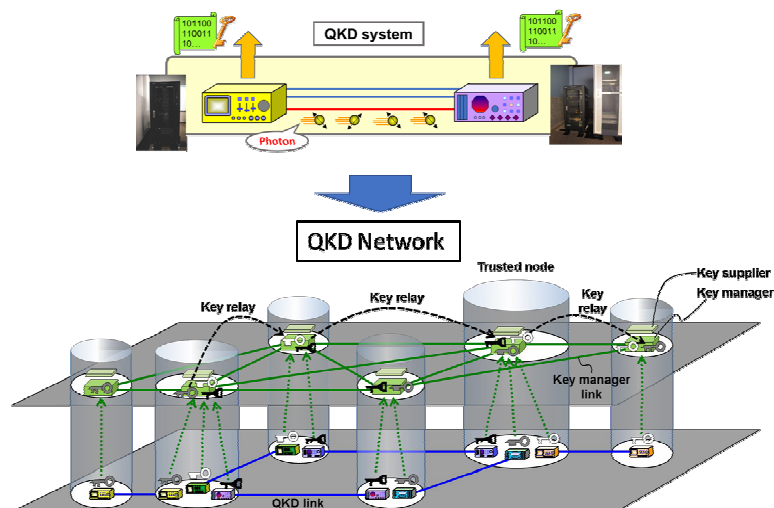 101100
110011
10…
QKD system
101100
110011
10…
Photon
QKD Network
Trusted node
Key supplier
Key manager
Key relay
Key relay
Key
relay
Key manager
link
QKD link